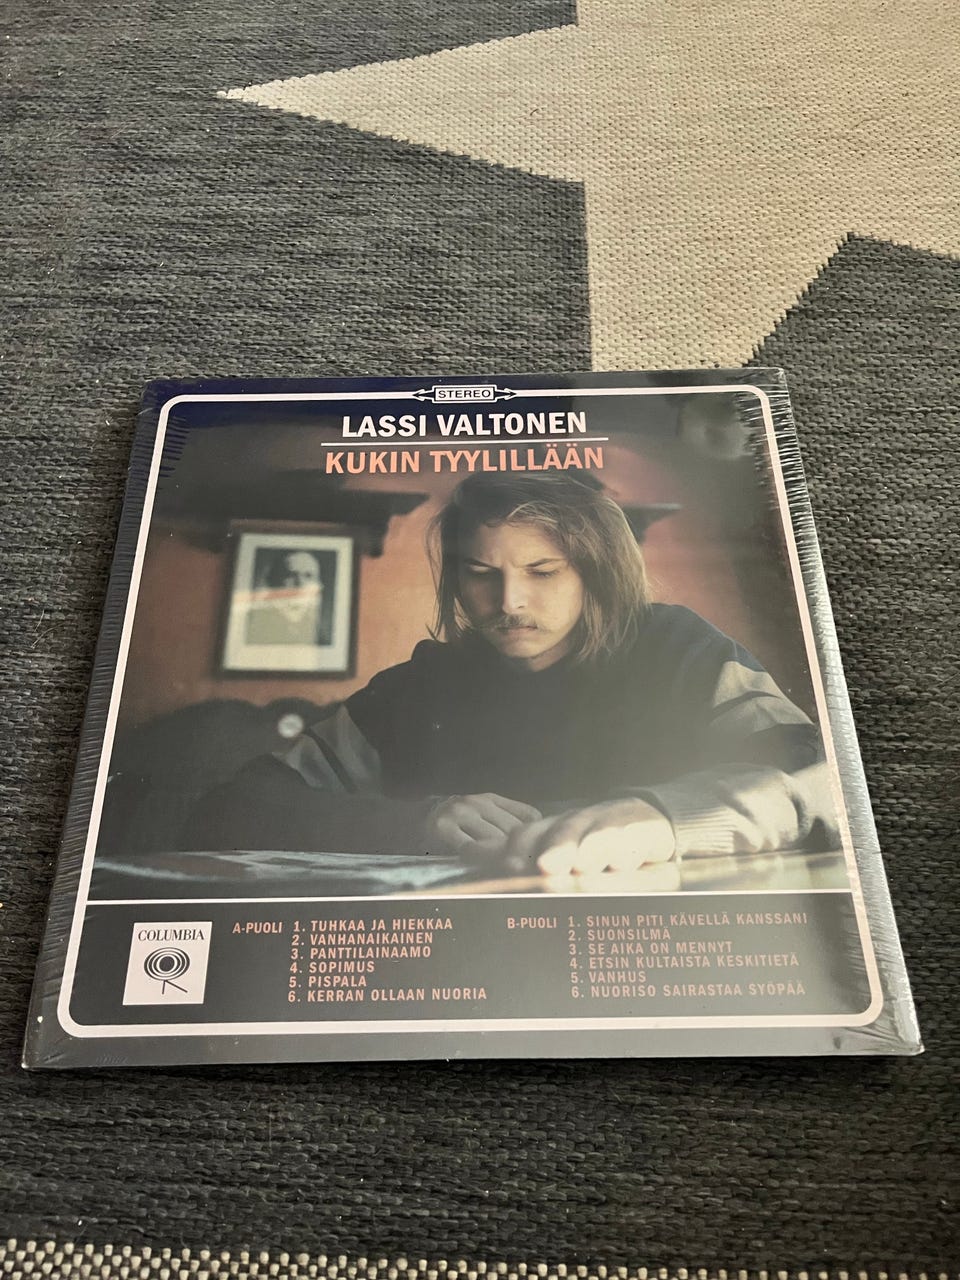 STEREO
LASSI VALTONEN
KUKIN TYYLILLÄÄN
COLUMBIA
A-PUOLI 1. TUHKAA JA HIEKKAA
2. VANHANAIKAINEN
3. PANTTILAINAAMO
4. SOPIMUS
5. PISPALA
6. KERRAN OLLAAN NUORIA
B-PUOLI 1. SINUN PITI KÄVELLÄ KANSSANI
2. SUONSILMÄ
3. SE AIKA ON MENNYT
4. ETSIN KULTAISTA KESKITIETÄ
5. VANHUS
6. NUORISO SAIRASTAA SYÖPÄÄ